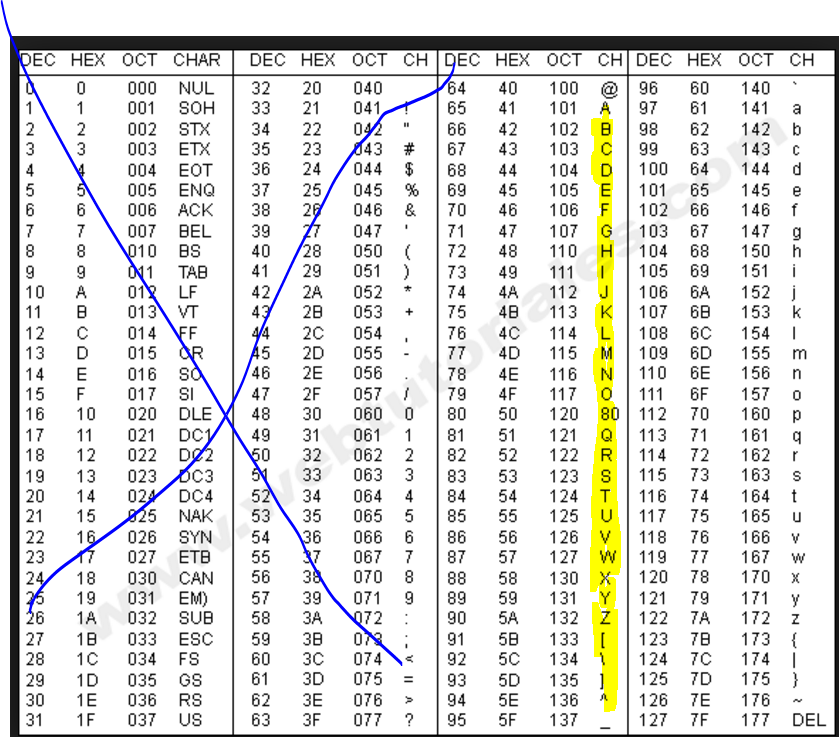 DEC HEX OCT CHAR DEC HEX OCT CH DEC HEX OCT CH DEC HEX OCT CH
0 0 000 NUL 32 20 040 64 40 100 @ 96 60 140 `
1 1 001 SOH 33 21 041 ! 65 41 101 A 97 61 141 a
2 2 002 STX 34 22 042 " 66 42 102 B 98 62 142 b
3 3 003 ETX 35 23 043 # 67 43 103 C 99 63 143 c
4 4 004 EOT 36 24 044 $ 68 44 104 D 100 64 144 d
5 5 005 ENQ 37 25 045 % 69 45 105 E 101 65 145 e
6 6 006 ACK 38 26 046 & 70 46 106 F 102 66 146 f
7 7 007 BEL 39 27 047 ' 71 47 107 G 103 67 147 g
8 8 010 BS 40 28 050 ( 72 48 110 H 104 68 150 h
9 9 011 TAB 41 29 051 ) 73 49 111 I 105 69 151 i
10 A 012 LF 42 2A 052 * 74 4A 112 J 106 6A 152 j
11 B 013 VT 43 2B 053 + 75 4B 113 K 107 6B 153 k
12 C 014 FF 44 2C 054 , 76 4C 114 L 108 6C 154 l
13 D 015 CR 45 2D 055 - 77 4D 115 M 109 6D 155 m
14 E 016 SO 46 2E 056 78 4E 116 N 110 6E 156 n
15 F 017 SI 47 2F 057 / 79 4F 117 O 111 6F 157 o
16 10 020 DLE 48 30 060 0 80 50 120 80 112 70 160 p
17 11 021 DC1 49 31 061 1 81 51 121 Q 113 71 161 q
18 12 022 DC2 50 32 062 2 82 52 122 R 114 72 162 r
19 13 023 DC3 51 33 063 3 83 53 123 S 115 73 163 s
20 14 024 DC4 52 34 064 4 84 54 124 T 116 74 164 t
21 15 025 NAK 53 35 065 5 85 55 125 U 117 75 165 u
22 16 026 SYN 54 36 066 6 86 56 126 V 118 76 166 v
23 17 027 ETB 55 37 067 7 87 57 127 W 119 77 167 w
24 18 030 CAN 56 38 070 8 88 58 130 X 120 78 170 x
25 19 031 EM) 57 39 071 9 89 59 131 Y 121 79 171 y
26 1A 032 SUB 58 3A 072 : 90 5A 132 Z 122 7A 172 z
27 1B 033 ESC 59 3B 073 ; 91 5B 133 [ 123 7B 173 {
28 1C 034 FS 60 3C 074 < 92 5C 134 \ 124 7C 174 |
29 1D 035 GS 61 3D 075 = 93 5D 135 ] 125 7D 175 }
30 1E 036 RS 62 3E 076 > 94 5E 136 ^ 126 7E 176 ~
31 1F 037 US 63 3F 077 ? 95 5F 137 _ 127 7F 177 DEL
www.webtutoriales.com